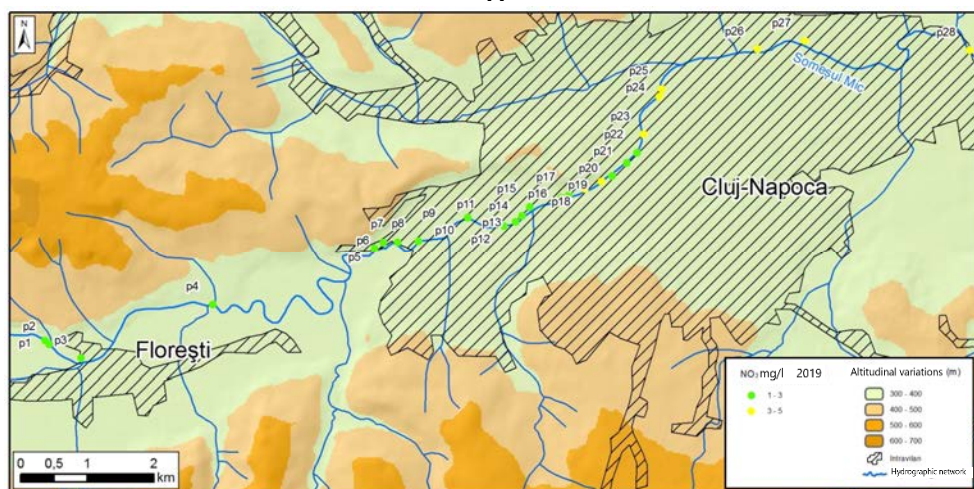 N
p1
p2
p3
p4
p5
p6
p7
p8
p9
p10
p11
p12
p13
p14
p15
p16
p17
p18
p19
p20
p21
p22
p23
p24
p25
p26
p27
p28
Someșul Mic
Cluj-Napoca
Florești
0 0,5 1 2
km
NO₃ mg/l 2019
1 - 3
3 - 5
Altitudinal variations (m)
300 - 400
400 - 500
500 - 600
600 - 700
Intravilan
Hydrographic network